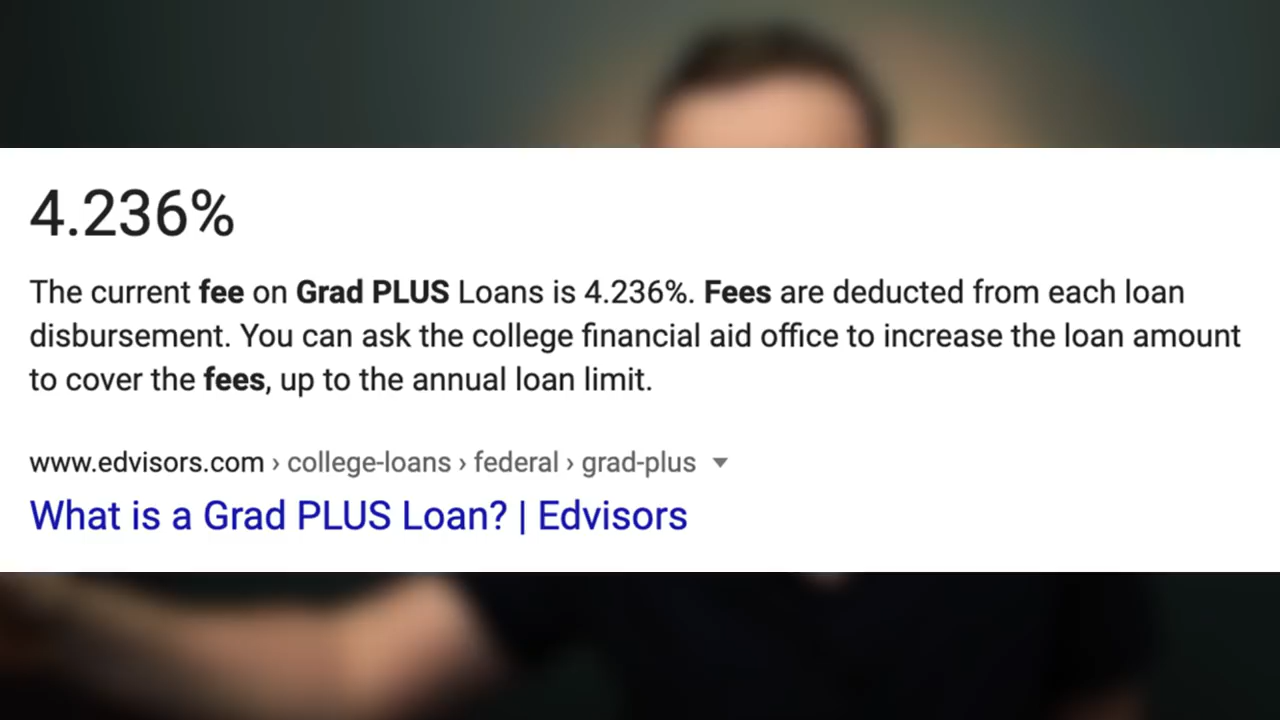 4.236%
The current fee on Grad PLUS Loans is 4.236%. Fees are deducted from each loan
disbursement. You can ask the college financial aid office to increase the loan amount
to cover the fees, up to the annual loan limit.
www.edvisors.com › college-loans › federal › grad-plus
What is a Grad PLUS Loan? | Edvisors